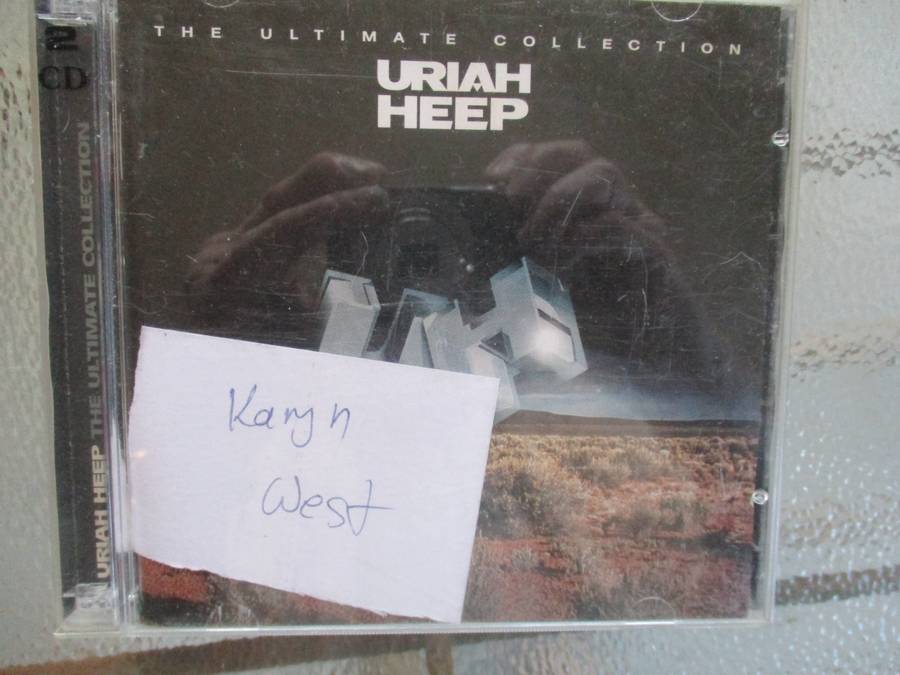 THE ULTIMATE COLLECTION
URIAH
HEEP
2
CD
URIAH HEEP THE ULTIMATE COLLECTION
Karyn
West